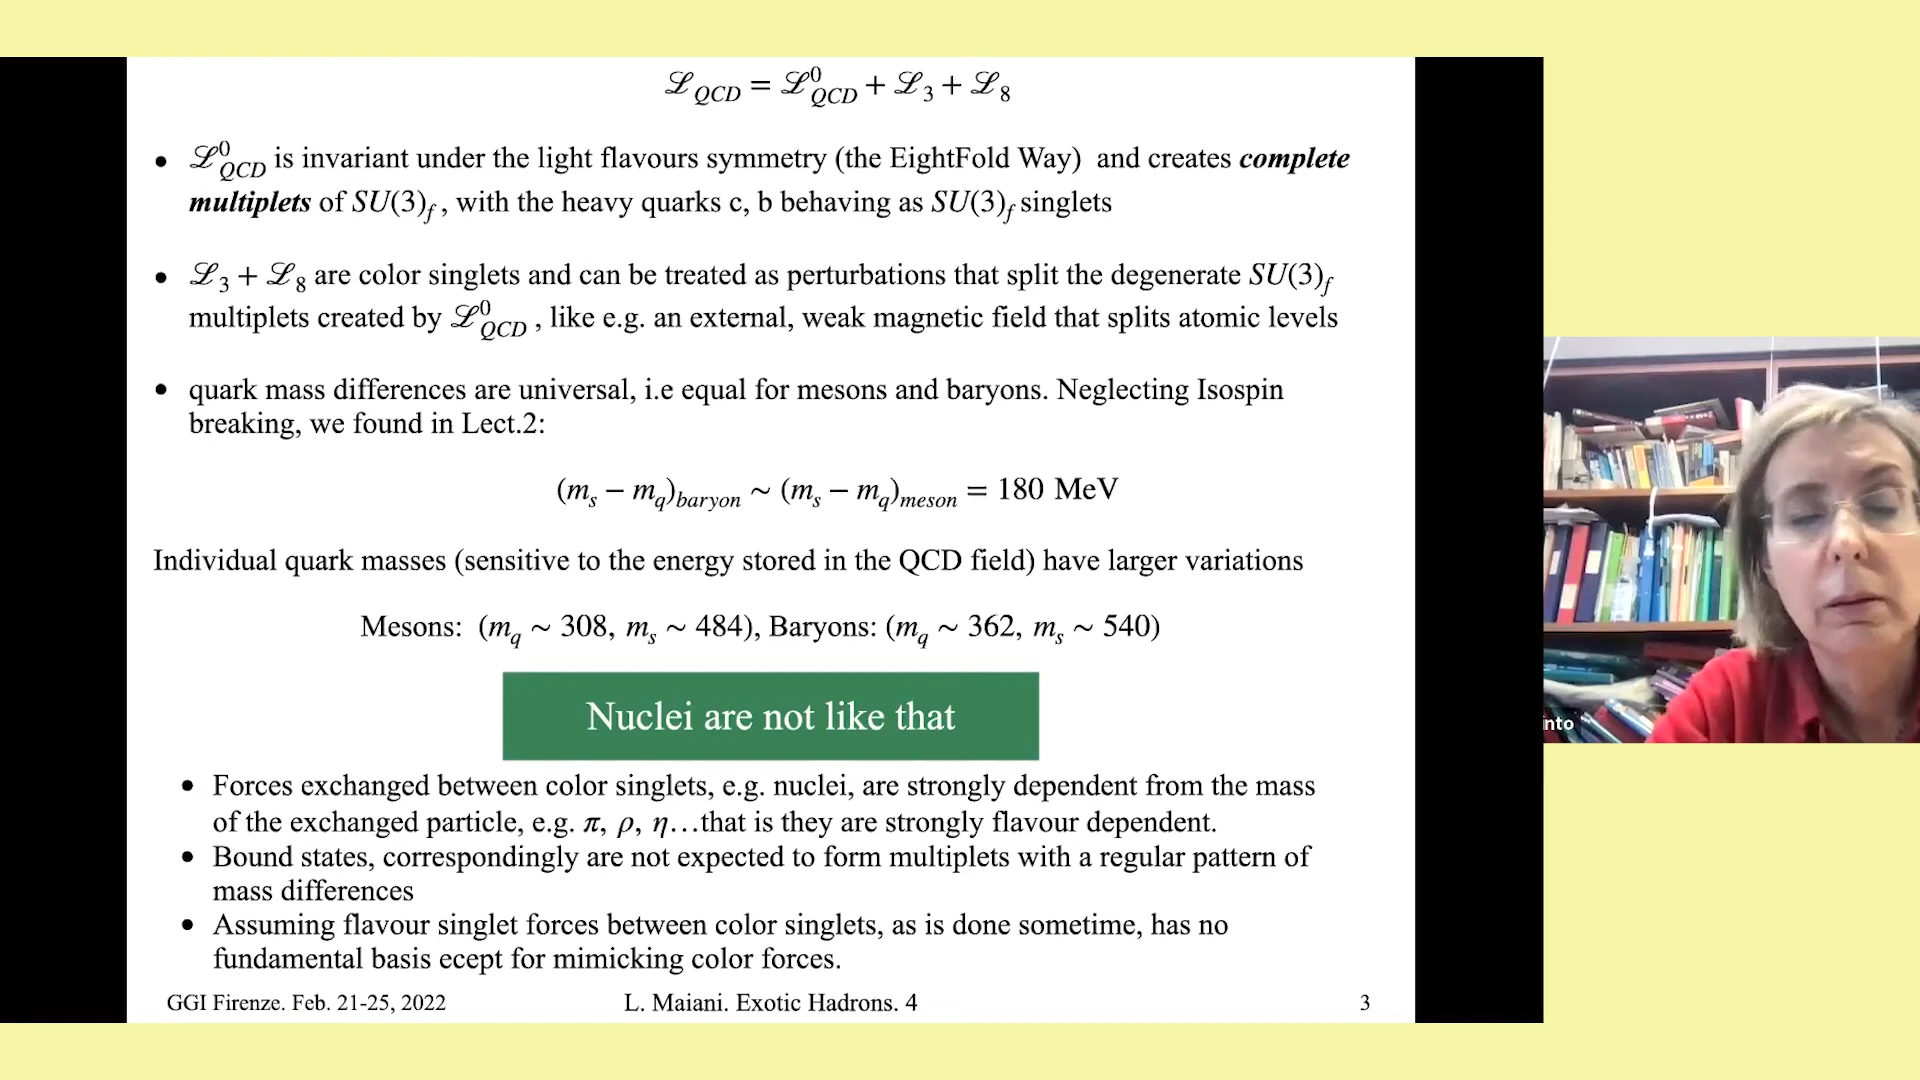 ℒ_QCD = ℒ⁰_QCD + ℒ₃ + ℒ₈
• ℒ⁰_QCD is invariant under the light flavours symmetry (the EightFold Way) and creates complete
multiplets of SU(3)_f , with the heavy quarks c, b behaving as SU(3)_f singlets
• ℒ₃ + ℒ₈ are color singlets and can be treated as perturbations that split the degenerate SU(3)_f
multiplets created by ℒ⁰_QCD , like e.g. an external, weak magnetic field that splits atomic levels
• quark mass differences are universal, i.e equal for mesons and baryons. Neglecting Isospin
breaking, we found in Lect.2:
(m_s − m_q)_baryon ∼ (m_s − m_q)_meson = 180 MeV
Individual quark masses (sensitive to the energy stored in the QCD field) have larger variations
Mesons: (m_q ∼ 308, m_s ∼ 484), Baryons: (m_q ∼ 362, m_s ∼ 540)
Nuclei are not like that
• Forces exchanged between color singlets, e.g. nuclei, are strongly dependent from the mass
of the exchanged particle, e.g. π, ρ, η…that is they are strongly flavour dependent.
• Bound states, correspondingly are not expected to form multiplets with a regular pattern of
mass differences
• Assuming flavour singlet forces between color singlets, as is done sometime, has no
fundamental basis ecept for mimicking color forces.
GGI Firenze. Feb. 21-25, 2022 L. Maiani. Exotic Hadrons. 4 3
nto